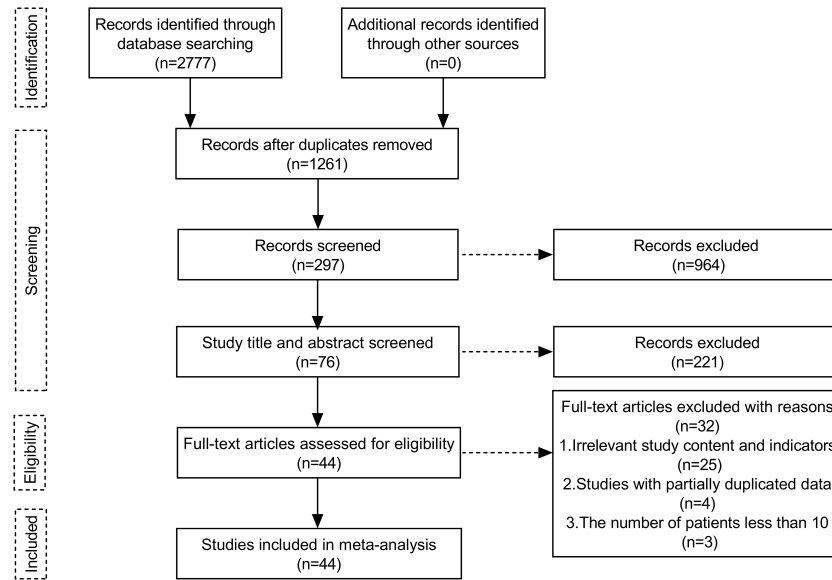 Identification
Records identified through
database searching
(n=2777)
Additional records identified
through other sources
(n=0)
Screening
Records after duplicates removed
(n=1261)
Records screened
(n=297)
Records excluded
(n=964)
Study title and abstract screened
(n=76)
Records excluded
(n=221)
Eligibility
Full-text articles assessed for eligibility
(n=44)
Full-text articles excluded with reasons
(n=32)
1.Irrelevant study content and indicators
(n=25)
2.Studies with partially duplicated data
(n=4)
3.The number of patients less than 10
(n=3)
Included
Studies included in meta-analysis
(n=44)